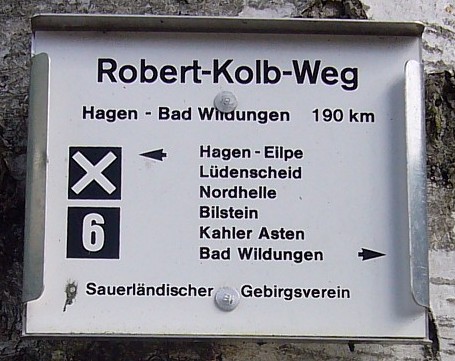 Robert-Kolb-Weg
Hagen - Bad Wildungen 190 km
Hagen - Eilpe
Lüdenscheid
Nordhelle
6
Bilstein
Kahler Asten
Bad Wildungen
Sauerländischer Gebirgsverein